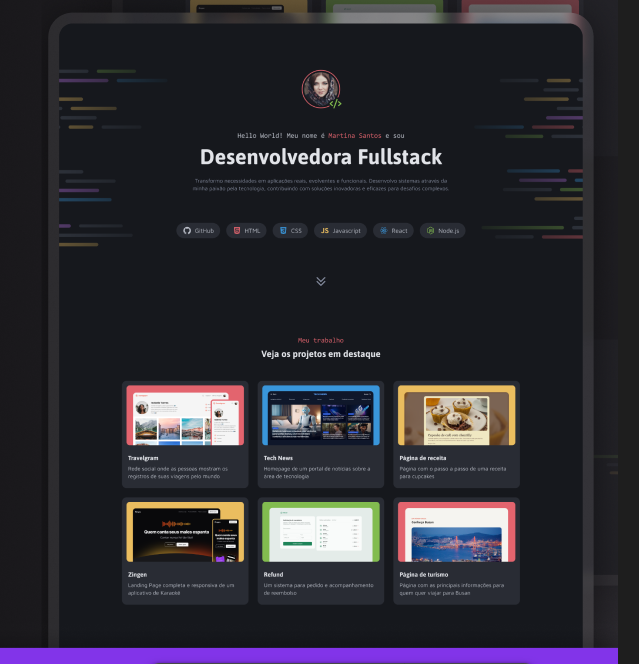 Hello World! Meu nome é Martina Santos e sou
Desenvolvedora Fullstack
Transformo necessidades em aplicações reais, evolventes e funcionais. Desenvolvo sistemas através da
minha paixão pela tecnologia, contribuindo com soluções inovadoras e eficazes para desafios complexos.
GitHub
HTML
CSS
JS Javascript
React
Node.js
Meu trabalho
Veja os projetos em destaque
Travelgram
Rede social onde as pessoas mostram os
registros de suas viagens pelo mundo
Tech News
Homepage de um portal de notícias sobre a
área de tecnologia
Página de receita
Página com o passo a passo de uma receita
para cupcakes
Quem canta seus males espanta
Zingen
Landing Page completa e responsiva de um
aplicativo de Karaokê
Refund
Um sistema para pedido e acompanhamento
de reembolso
Página de turismo
Página com as principais informações para
quem quer viajar para Busan